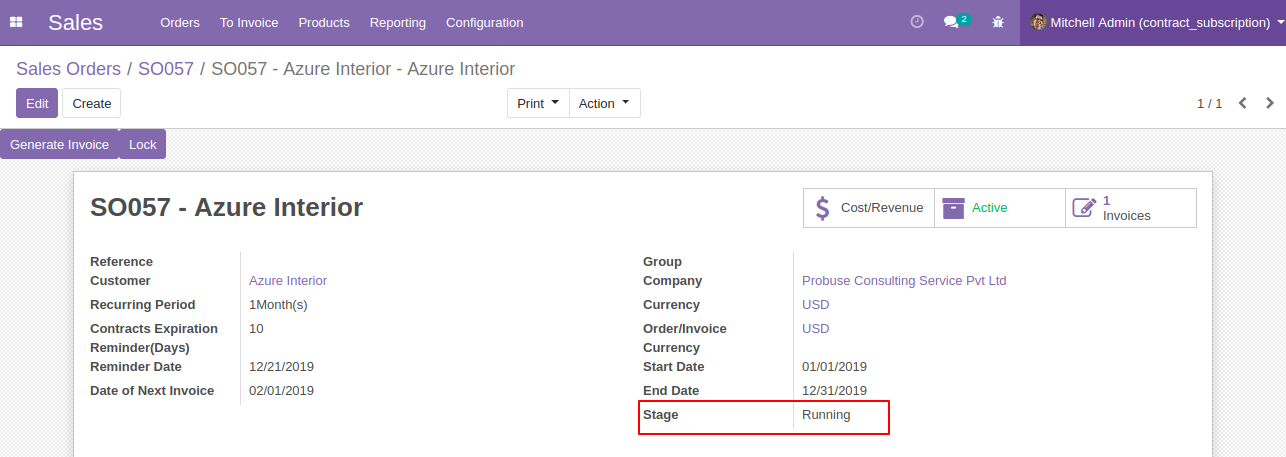 Sales Orders To Invoice Products Reporting Configuration 2 Mitchell Admin (contract_subscription)
Sales Orders / SO057 / SO057 - Azure Interior - Azure Interior
Edit Create Print Action 1 / 1
Generate Invoice Lock
SO057 - Azure Interior
Cost/Revenue
Active
1
Invoices
Reference
Customer Azure Interior
Recurring Period 1Month(s)
Contracts Expiration 10
Reminder(Days)
Reminder Date 12/21/2019
Date of Next Invoice 02/01/2019
Group
Company Probuse Consulting Service Pvt Ltd
Currency USD
Order/Invoice USD
Currency
Start Date 01/01/2019
End Date 12/31/2019
Stage Running